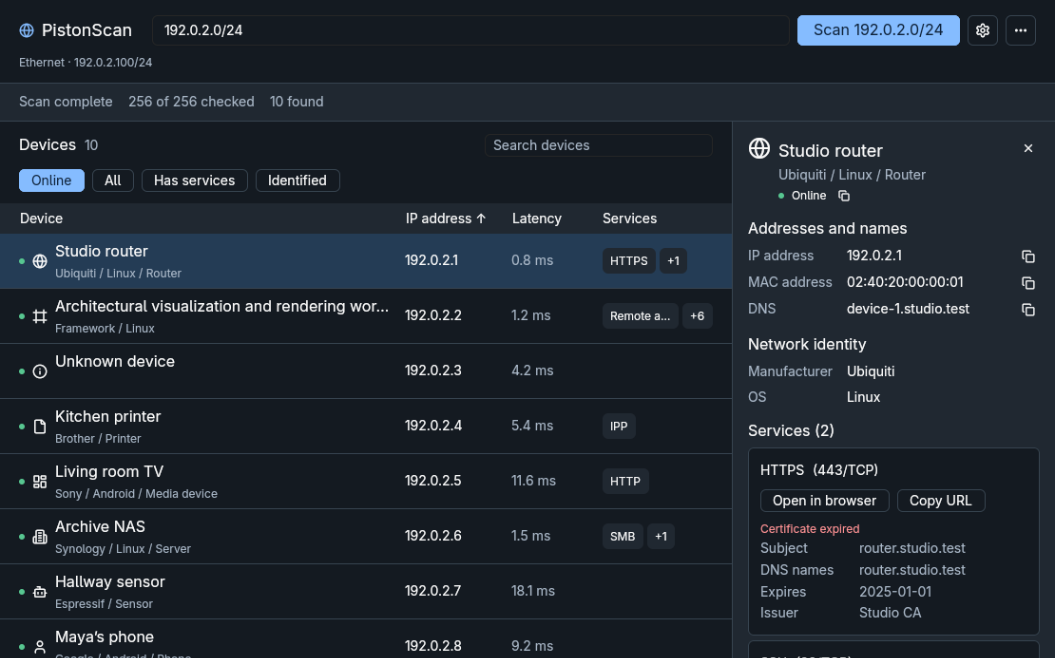 PistonScan
192.0.2.0/24
Scan 192.0.2.0/24
Ethernet · 192.0.2.100/24
Scan complete 256 of 256 checked 10 found
Devices 10
Search devices
Online All Has services Identified
Device IP address ↑ Latency Services
Studio router
Ubiquiti / Linux / Router
192.0.2.1 0.8 ms HTTPS +1
Architectural visualization and rendering wor...
Framework / Linux
192.0.2.2 1.2 ms Remote a... +6
Unknown device
192.0.2.3 4.2 ms
Kitchen printer
Brother / Printer
192.0.2.4 5.4 ms IPP
Living room TV
Sony / Android / Media device
192.0.2.5 11.6 ms HTTP
Archive NAS
Synology / Linux / Server
192.0.2.6 1.5 ms SMB +1
Hallway sensor
Espressif / Sensor
192.0.2.7 18.1 ms
Maya's phone
Google / Android / Phone
192.0.2.8 9.2 ms
Studio router
Ubiquiti / Linux / Router
Online
Addresses and names
IP address 192.0.2.1
MAC address 02:40:20:00:00:01
DNS device-1.studio.test
Network identity
Manufacturer Ubiquiti
OS Linux
Services (2)
HTTPS (443/TCP)
Open in browser Copy URL
Certificate expired
Subject router.studio.test
DNS names router.studio.test
Expires 2025-01-01
Issuer Studio CA